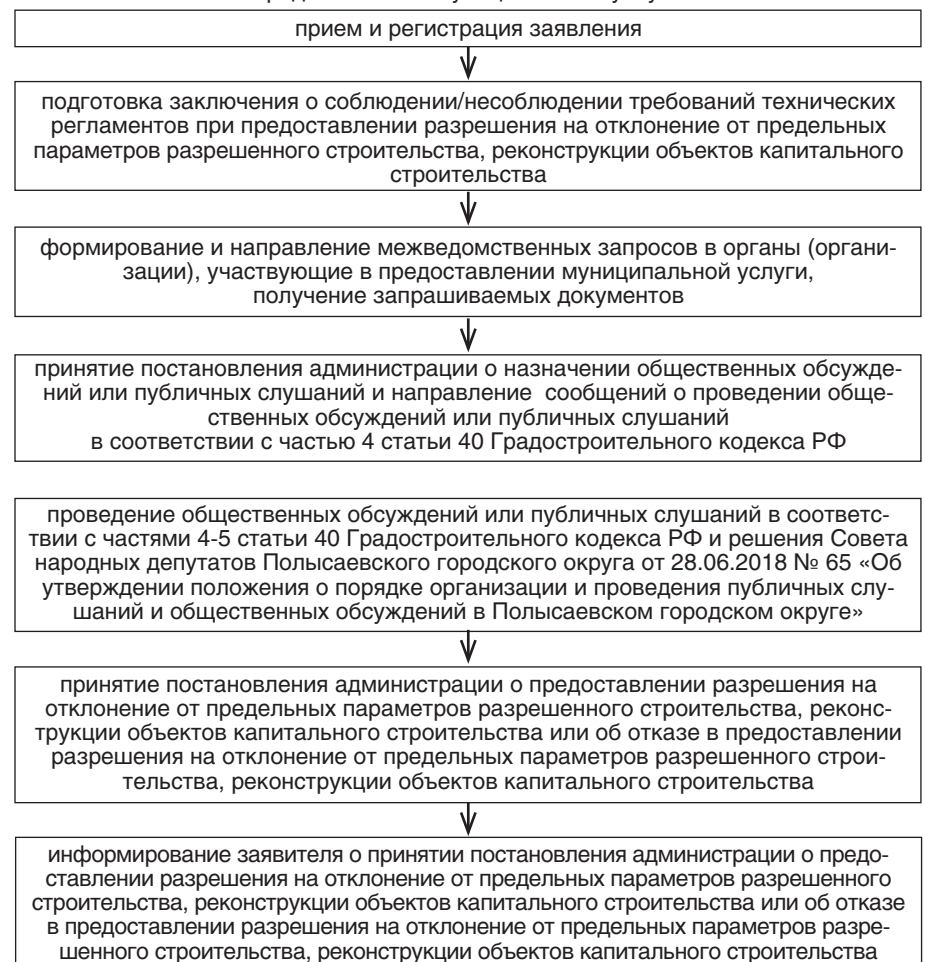 прием и регистрация заявления
подготовка заключения о соблюдении/несоблюдении требований технических
регламентов при предоставлении разрешения на отклонение от предельных
параметров разрешенного строительства, реконструкции объектов капитального
строительства
формирование и направление межведомственных запросов в органы (органи-
зации), участвующие в предоставлении муниципальной услуги,
получение запрашиваемых документов
принятие постановления администрации о назначении общественных обсужде-
ний или публичных слушаний и направление  сообщений о проведении обще-
ственных обсуждений или публичных слушаний
в соответствии с частью 4 статьи 40 Градостроительного кодекса РФ
проведение общественных обсуждений или публичных слушаний в соответс-
твии с частями 4-5 статьи 40 Градостроительного кодекса РФ и решения Совета
народных депутатов Полысаевского городского округа от 28.06.2018 № 65 «Об
утверждении положения о порядке организации и проведения публичных слу-
шаний и общественных обсуждений в Полысаевском городском округе»
принятие постановления администрации о предоставлении разрешения на
отклонение от предельных параметров разрешенного строительства, реконс-
трукции объектов капитального строительства или об отказе в предоставлении
разрешения на отклонение от предельных параметров разрешенного строи-
тельства, реконструкции объектов капитального строительства
информирование заявителя о принятии постановления администрации о предо-
ставлении разрешения на отклонение от предельных параметров разрешенного
строительства, реконструкции объектов капитального строительства или об отказе
в предоставлении разрешения на отклонение от предельных параметров разре-
шенного строительства, реконструкции объектов капитального строительства